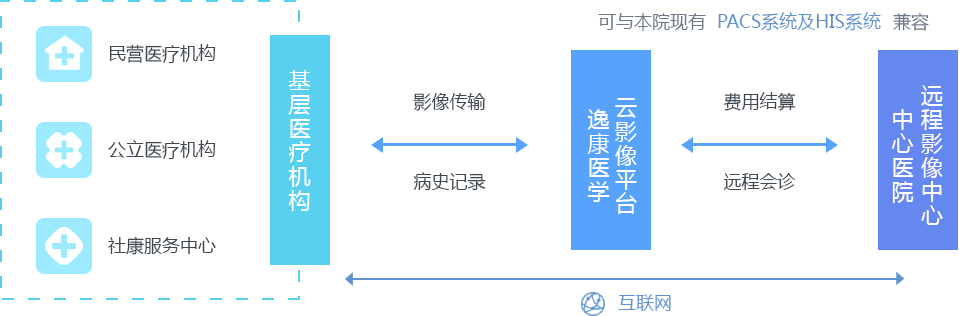 可与本院现有 PACS系统及HIS系统 兼容
民营医疗机构
公立医疗机构
社康服务中心
基层医疗机构
影像传输
病史记录
逸康医学
云影像平台
费用结算
远程会诊
中心医院
远程影像中心
互联网